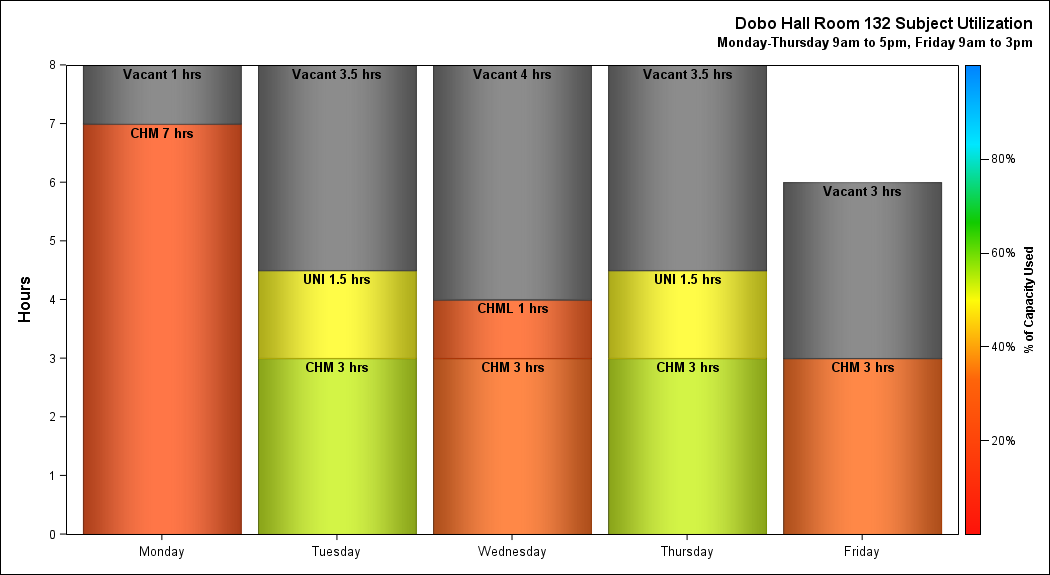 Dobo Hall Room 132 Subject Utilization
Monday-Thursday 9am to 5pm, Friday 9am to 3pm
8
7
6
5
4
3
2
1
0
Hours
Vacant 1 hrs
CHM 7 hrs
Vacant 3.5 hrs
UNI 1.5 hrs
CHM 3 hrs
Vacant 4 hrs
CHML 1 hrs
CHM 3 hrs
Vacant 3.5 hrs
UNI 1.5 hrs
CHM 3 hrs
Vacant 3 hrs
CHM 3 hrs
Monday
Tuesday
Wednesday
Thursday
Friday
80%
60%
40%
20%
% of Capacity Used